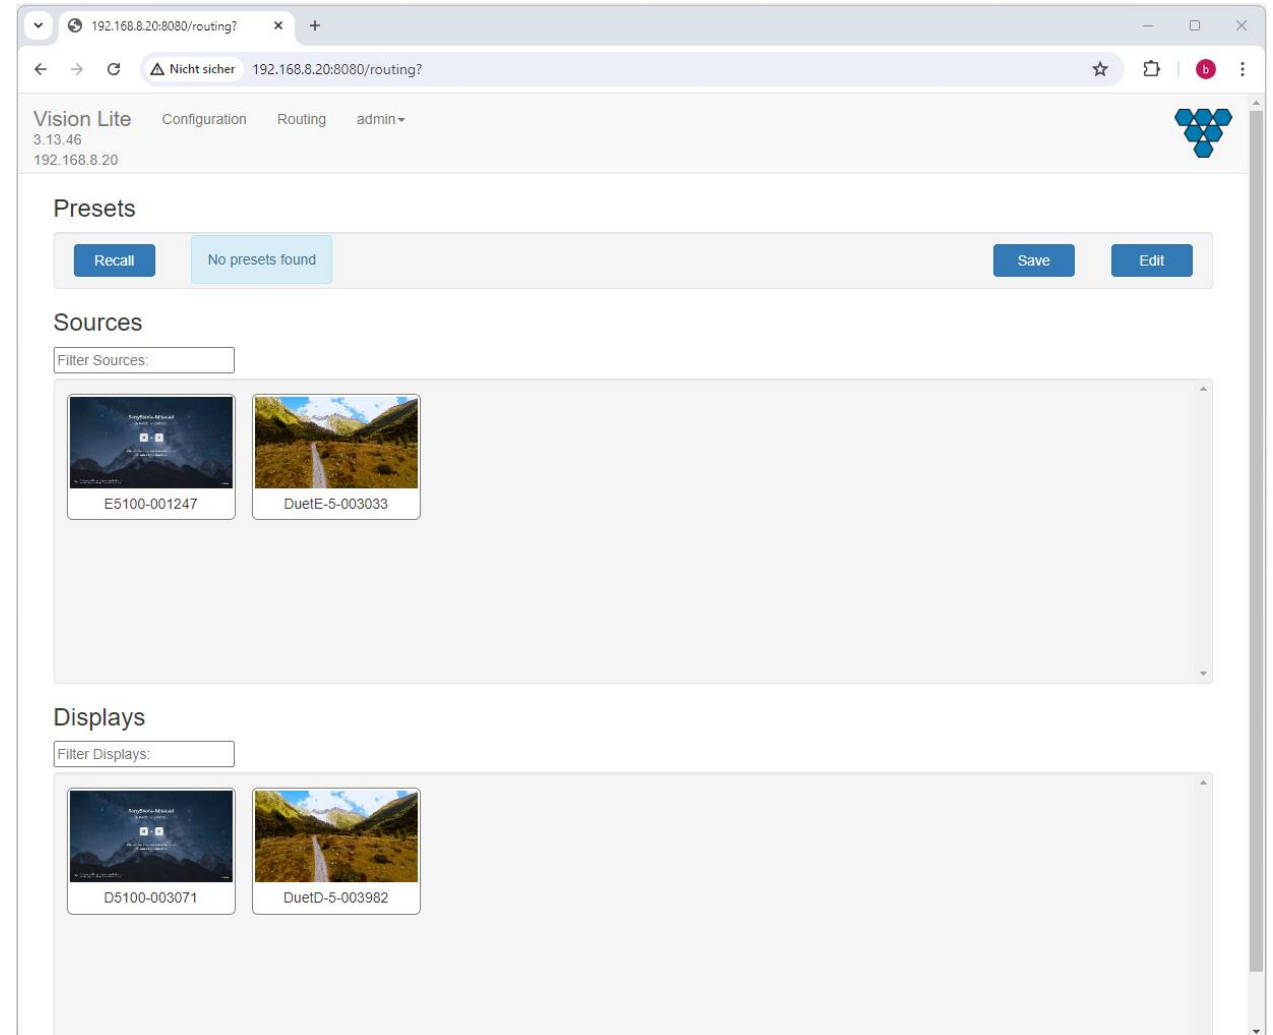 192.168.8.20:8080/routing?
Nicht sicher 192.168.8.20:8080/routing?
b
Vision Lite Configuration Routing admin
3.13.46
192.168.8.20
Presets
Recall No presets found Save Edit
Sources
Filter Sources:
E5100-001247 DuetE-5-003033
Displays
Filter Displays:
D5100-003071 DuetD-5-003982